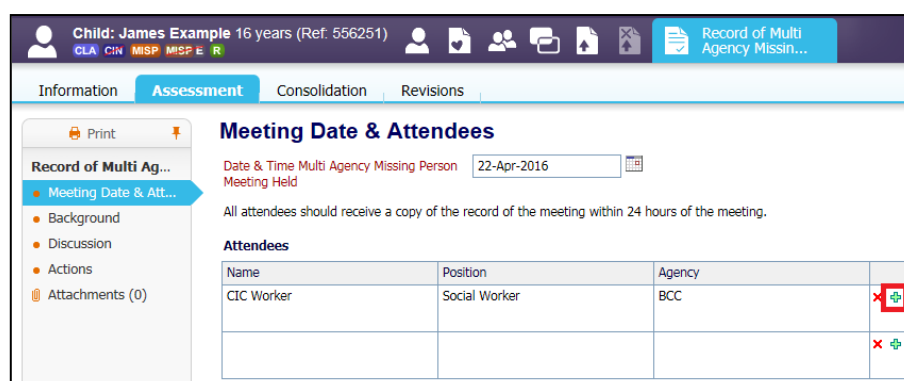 Child: James Example 16 years (Ref: 556251)
CLA CIN MISP MISP E R
Record of Multi
Agency Missin...
Information Assessment Consolidation Revisions
Print
Record of Multi Ag...
Meeting Date & Att...
Background
Discussion
Actions
Attachments (0)
Meeting Date & Attendees
Date & Time Multi Agency Missing Person 22-Apr-2016
Meeting Held
All attendees should receive a copy of the record of the meeting within 24 hours of the meeting.
Attendees
Name Position Agency
CIC Worker Social Worker BCC